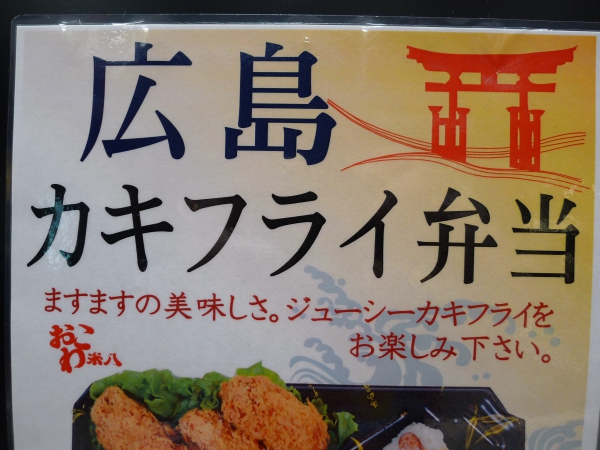 広島
カキフライ弁当
ますますの美味しさ。ジューシーカキフライを
お楽しみ下さい。
おこわ
米八